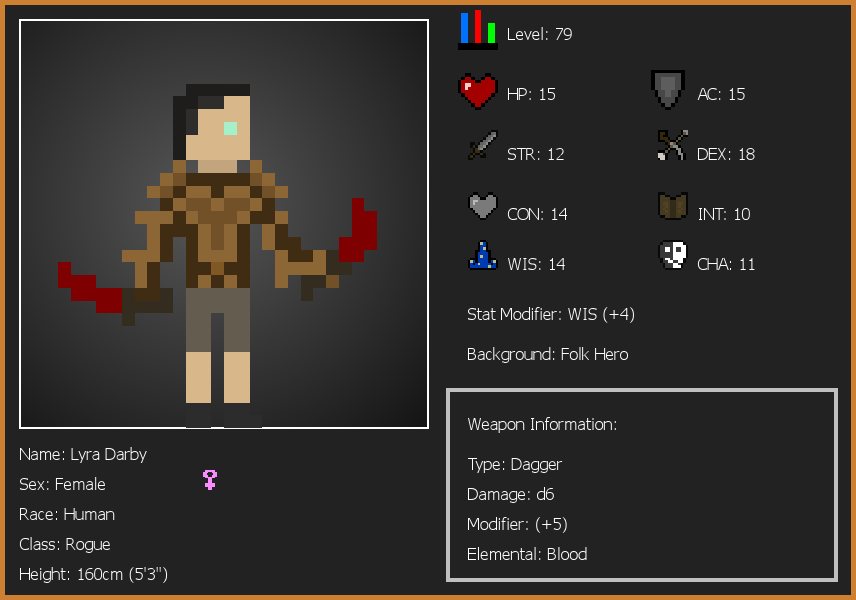 Level: 79
HP: 15
AC: 15
STR: 12
DEX: 18
CON: 14
INT: 10
WIS: 14
CHA: 11
Stat Modifier: WIS (+4)
Background: Folk Hero
Weapon Information:
Type: Dagger
Damage: d6
Modifier: (+5)
Elemental: Blood
Name: Lyra Darby
Sex: Female
Race: Human
Class: Rogue
Height: 160cm (5'3")